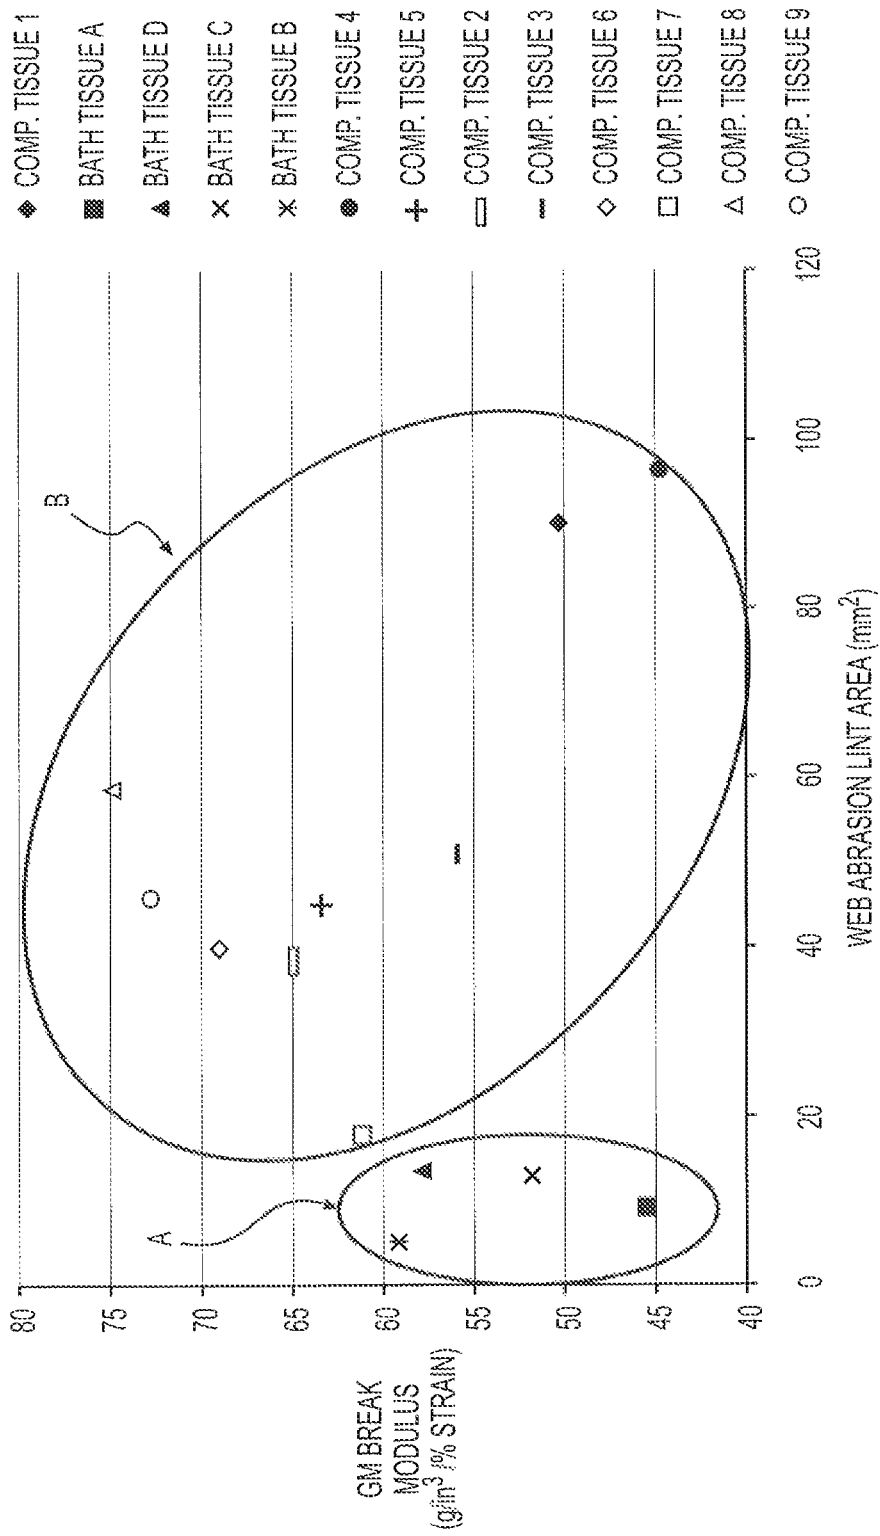 GM BREAK
MODULUS
(g/in³ /% STRAIN)
80
75
70
65
60
55
50
45
40
0
20
40
60
80
100
120
WEB ABRASION LINT AREA (mm²)
A
B
COMP. TISSUE 1
BATH TISSUE A
BATH TISSUE D
BATH TISSUE C
BATH TISSUE B
COMP. TISSUE 4
COMP. TISSUE 5
COMP. TISSUE 2
COMP. TISSUE 3
COMP. TISSUE 6
COMP. TISSUE 7
COMP. TISSUE 8
COMP. TISSUE 9